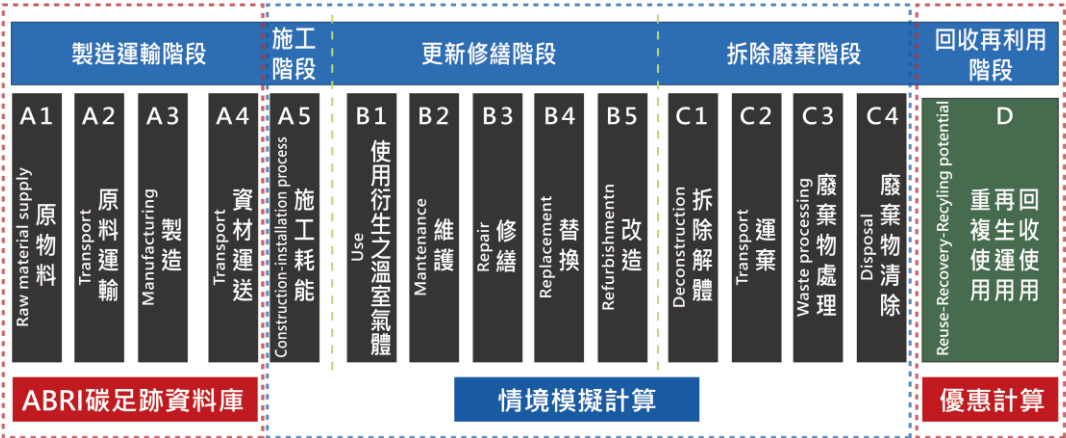 製造運輸階段
施工
階段
更新修繕階段
拆除廢棄階段
回收再利用
階段
A1
Raw material supply
原物料
A2
Transport
原料運輸
A3
Manufacturing
製造
A4
Transport
資材運送
A5
Construction-installation process
施工耗能
B1
Use
使用衍生之溫室氣體
B2
Mantenance
維護
B3
Repair
修繕
B4
Replacement
替換
B5
Refurbishmentn
改造
C1
Deconstruction
拆除解體
C2
Transport
運棄
C3
Waste processing
廢棄物處理
C4
Disposal
廢棄物清除
D
Reuse-Recovery-Recyling potential
回收使用
再生運用
重複使用
ABRI碳足跡資料庫
情境模擬計算
優惠計算